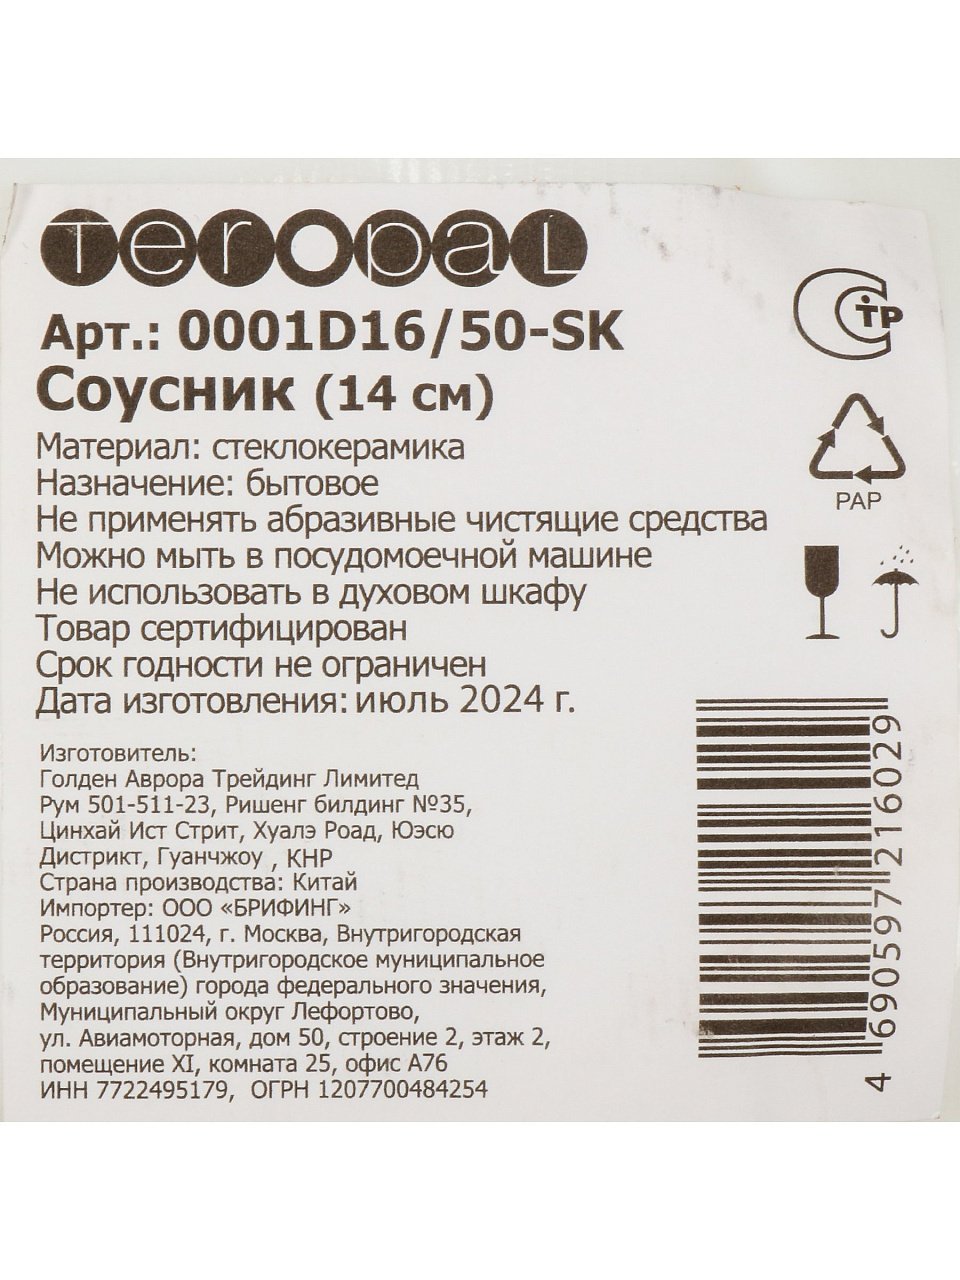 Teropal
Арт.: 0001D16/50-SK
Соусник (14 см)
Материал: стеклокерамика
Назначение: бытовое
Не применять абразивные чистящие средства
Можно мыть в посудомоечной машине
Не использовать в духовом шкафу
Товар сертифицирован
Срок годности не ограничен
Дата изготовления: июль 2024 г.
Изготовитель:
Голден Аврора Трейдинг Лимитед
Рум 501-511-23, Ришенг билдинг №35,
Цинхай Ист Стрит, Хуалэ Роад, Юэсю
Дистрикт, Гуанчжоу , КНР
Страна производства: Китай
Импортер: ООО «БРИФИНГ»
Россия, 111024, г. Москва, Внутригородская
территория (Внутригородское муниципальное
образование) города федерального значения,
Муниципальный округ Лефортово,
ул. Авиамоторная, дом 50, строение 2, этаж 2,
помещение XI, комната 25, офис А76
ИНН 7722495179, ОГРН 1207700484254
СТР
PAP
4 690597 216029